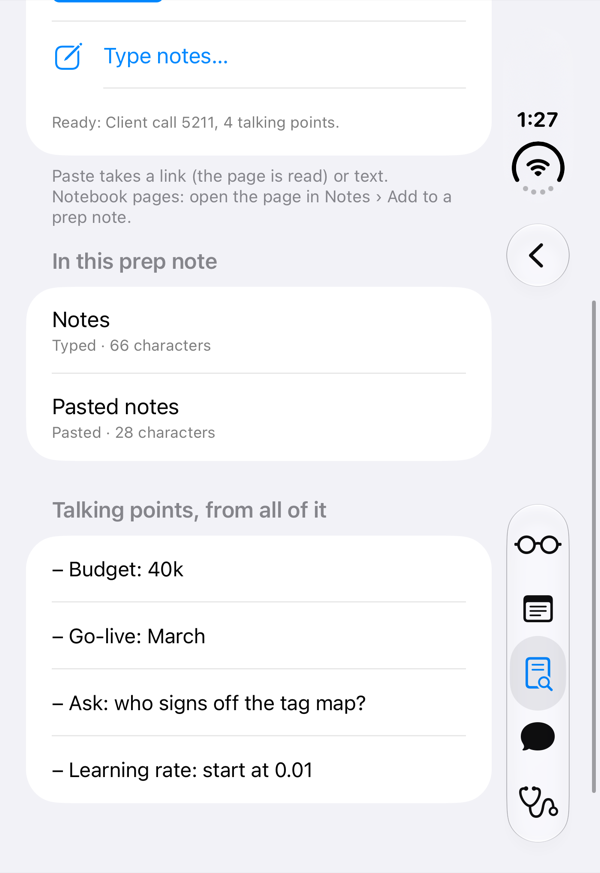 Type notes...
Ready: Client call 5211, 4 talking points.
1:27
Paste takes a link (the page is read) or text.
Notebook pages: open the page in Notes › Add to a
prep note.
In this prep note
Notes
Typed · 66 characters
Pasted notes
Pasted · 28 characters
Talking points, from all of it
– Budget: 40k
– Go-live: March
– Ask: who signs off the tag map?
– Learning rate: start at 0.01